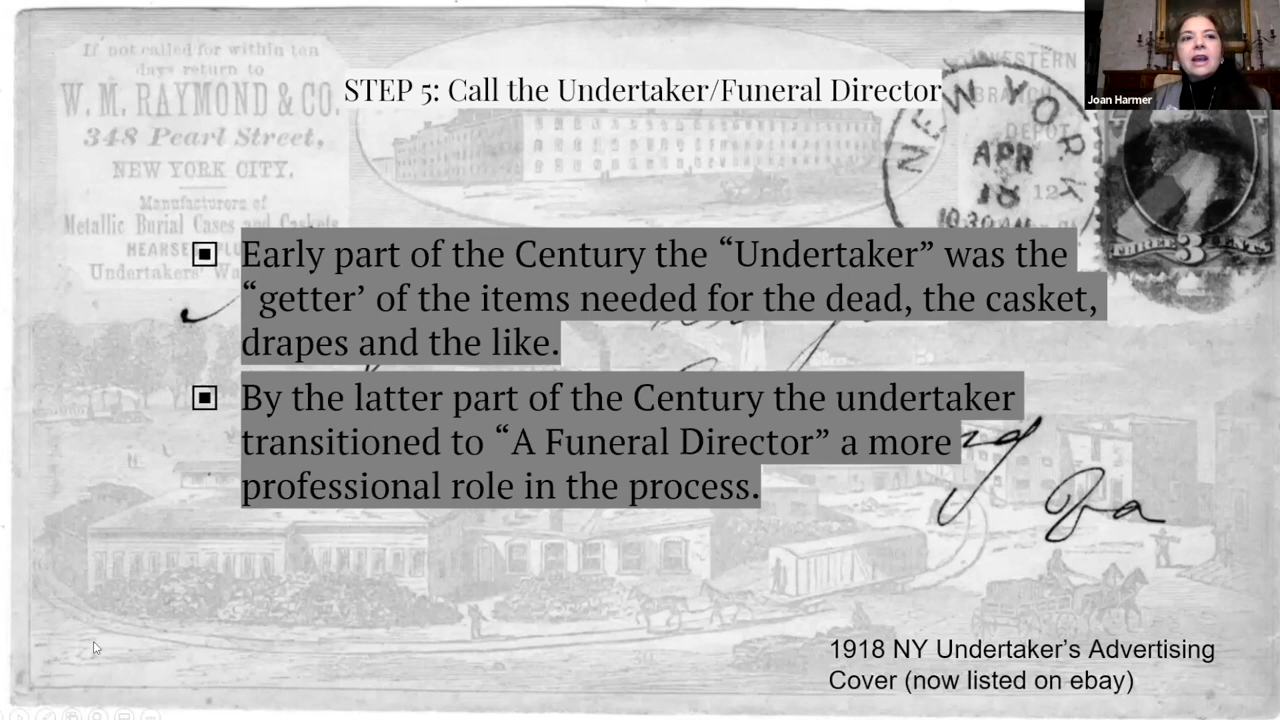 If not called for within ten
days return to
W. M. RAYMOND & CO.
348 Pearl Street,
NEW YORK CITY.
Manufacturers of
Metallic Burial Cases and Caskets
Undertakers'
STEP 5: Call the Undertaker/Funeral Director
NEW YORK
APR
18
THREE CENTS
Joan Harmer
Early part of the Century the “Undertaker” was the
“getter’ of the items needed for the dead, the casket,
drapes and the like.
By the latter part of the Century the undertaker
transitioned to “A Funeral Director” a more
professional role in the process.
1918 NY Undertaker’s Advertising
Cover (now listed on ebay)